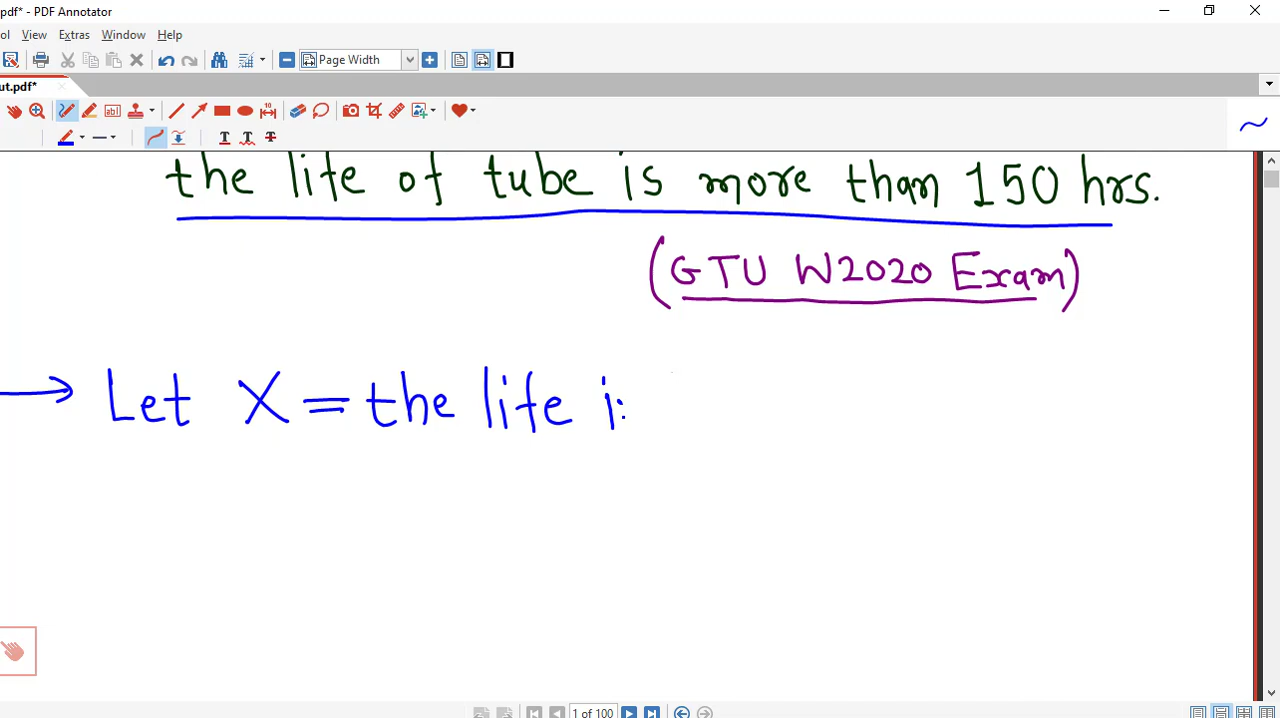 .pdf* - PDF Annotator
ol View Extras Window Help
Page Width
ut.pdf*
the life of tube is more than 150 hrs.
(GTU W2020 Exam)
→ Let X = the life i
1 of 100